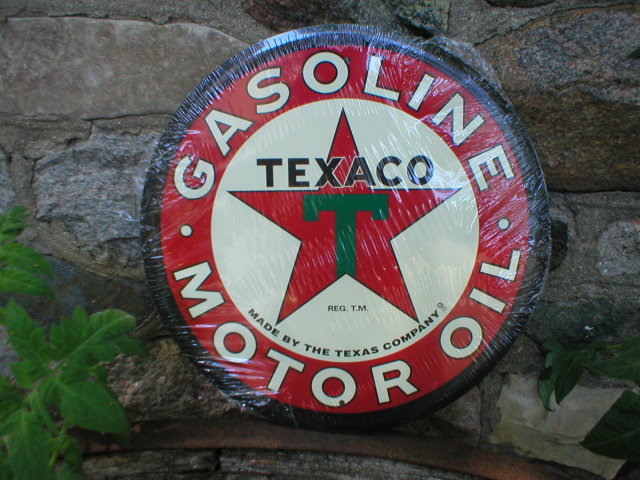 GASOLINE
TEXACO
T
REG. T.M.
MADE BY THE TEXAS COMPANY
• MOTOR OIL •